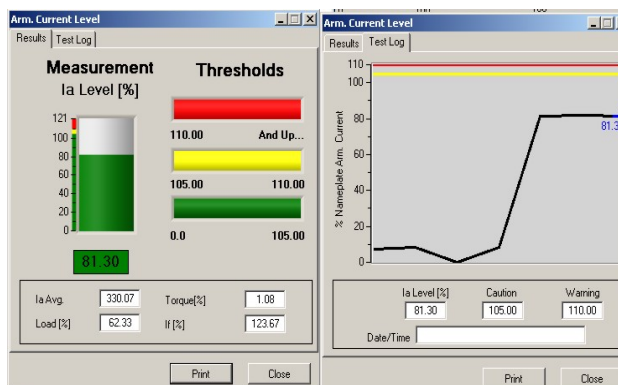 Arm. Current Level
Results Test Log
Measurement
Ia Level [%]
121
100
80
60
40
20
0
81.30
Thresholds
110.00 And Up...
105.00 110.00
0.0 105.00
Ia Avg. 330.07 Torque[%] 1.08
Load [%] 62.33 If [%] 123.67
Print Close
Arm. Current Level
Results Test Log
% Nameplate Arm. Current
110
100
80
60
40
20
0
81.3
Ia Level [%] Caution Warning
81.30 105.00 110.00
Date/Time
Print Close